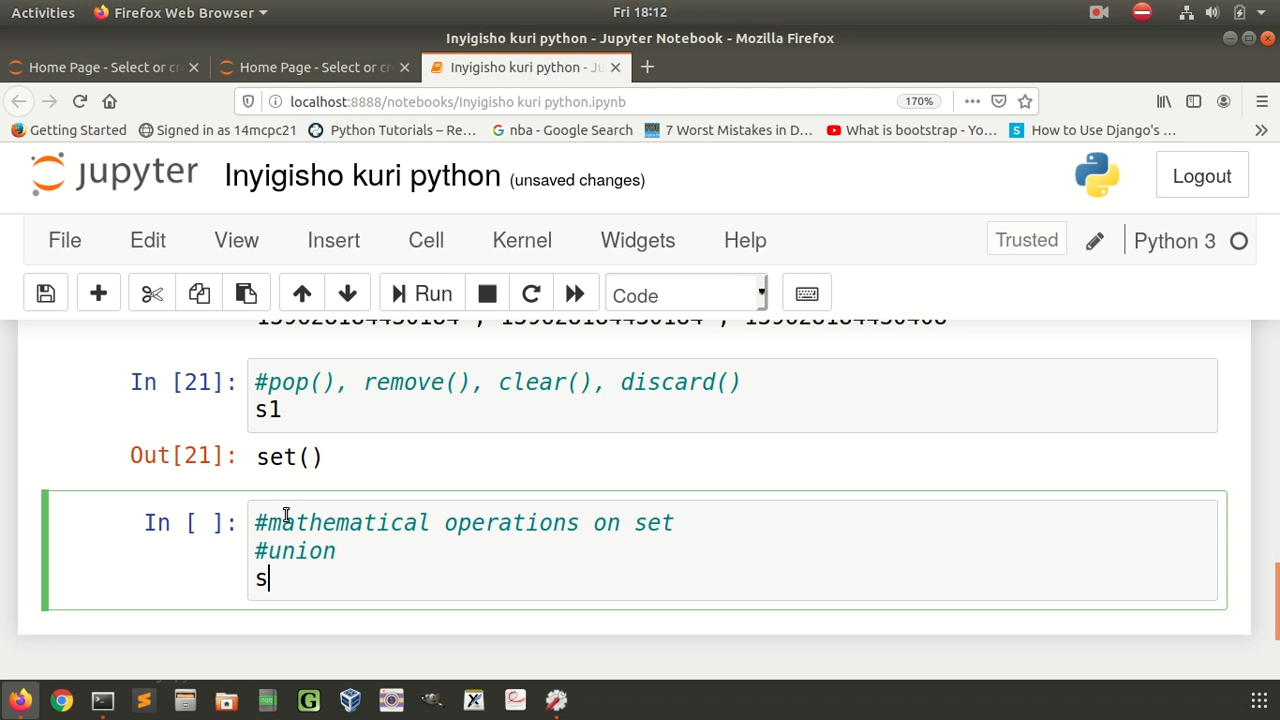 Activities Firefox Web Browser Fri 18:12
Inyigisho kuri python - Jupyter Notebook - Mozilla Firefox
Home Page - Select or cr Home Page - Select or cr Inyigisho kuri python - Ju
localhost:8888/notebooks/Inyigisho kuri python.ipynb 170%
Getting Started Signed in as 14mcpc21 Python Tutorials – Re... nba - Google Search 7 Worst Mistakes in D... What is bootstrap - Yo... How to Use Django's ...
jupyter Inyigisho kuri python (unsaved changes) Logout
File Edit View Insert Cell Kernel Widgets Help Trusted Python 3
Run Code
In [21]: #pop(), remove(), clear(), discard()
s1
Out[21]: set()
In [ ]: #mathematical operations on set
#union
s